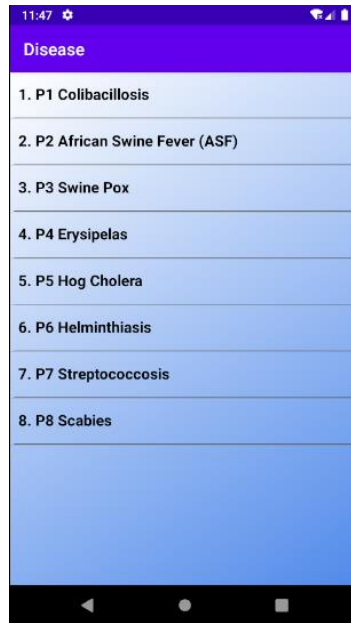 11:47
Disease
1. P1 Colibacillosis
2. P2 African Swine Fever (ASF)
3. P3 Swine Pox
4. P4 Erysipelas
5. P5 Hog Cholera
6. P6 Helminthiasis
7. P7 Streptococcosis
8. P8 Scabies